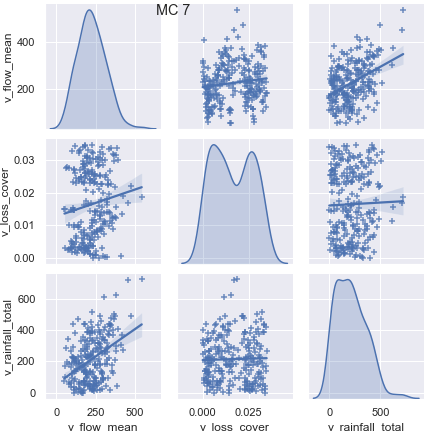 MC 7
v_flow_mean
400
200
v_loss_cover
0.03
0.02
0.01
0.00
v_rainfall_total
600
400
200
0
0 250 500
v_flow_mean
0.000 0.025
v_loss_cover
0 500
v_rainfall_total